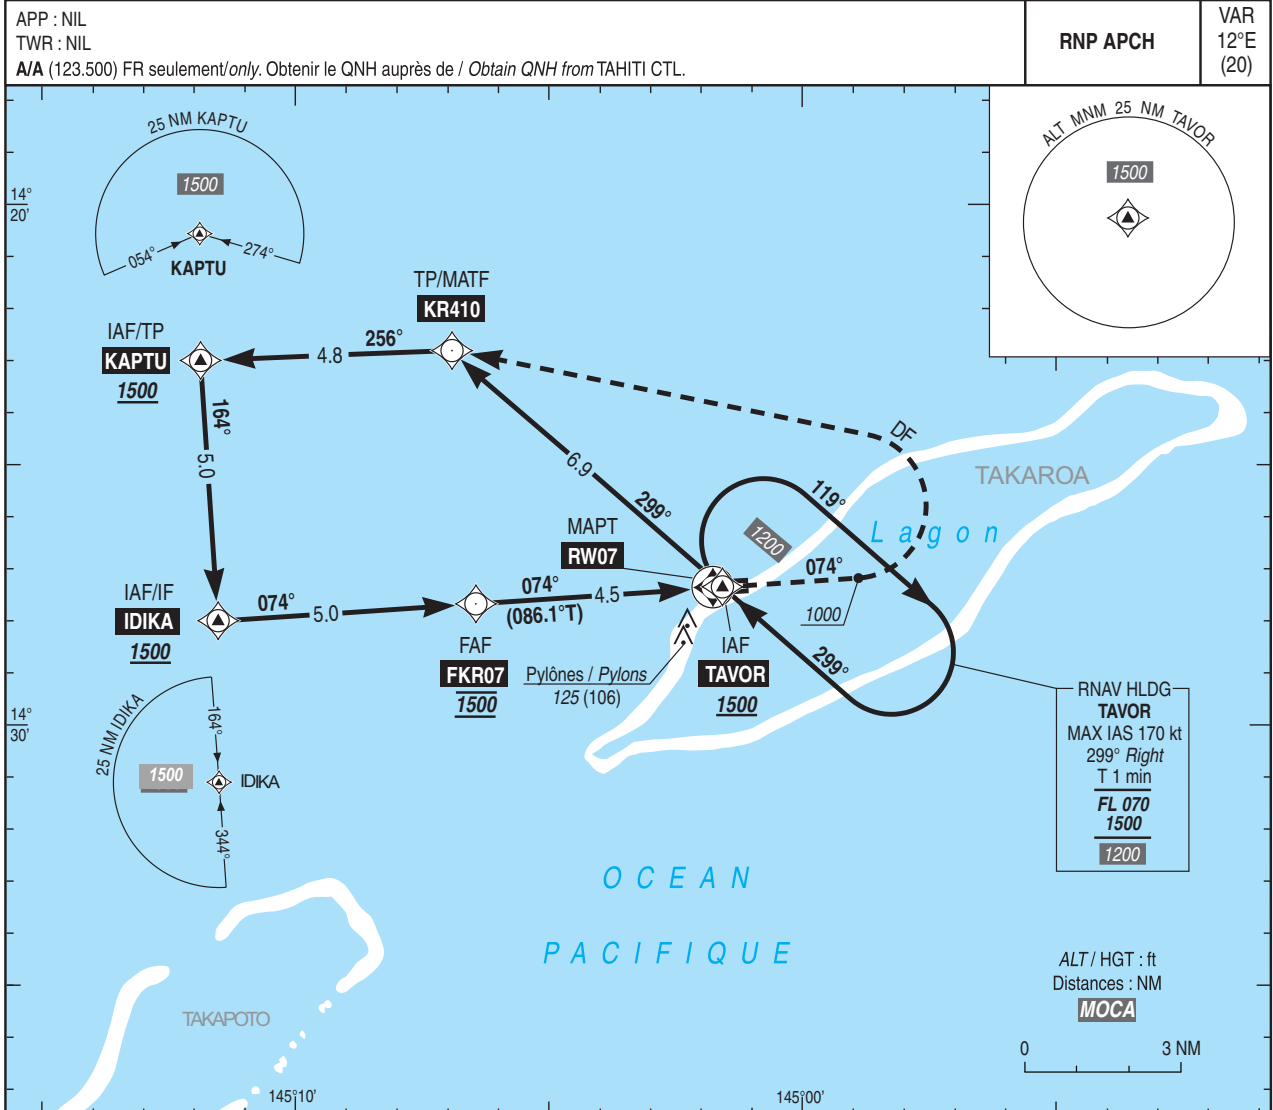 APP : NIL
TWR : NIL
A/A (123.500) FR seulement/only. Obtenir le QNH auprès de / Obtain QNH from TAHITI CTL.
RNP APCH
VAR
12°E
(20)
25 NM KAPTU
1500
054°
274°
KAPTU
ALT MNM 25 NM TAVOR
1500
14°
20'
TP/MATF
KR410
IAF/TP
KAPTU
1500
256°
4.8
164°
5.0
DF
TAKAROA
6.9
299°
119°
1200
Lagon
MAPT
RW07
074°
1000
IAF/IF
IDIKA
1500
074°
5.0
074°
(086.1°T)
4.5
FAF
FKR07
1500
Pylônes / Pylons
125 (106)
IAF
TAVOR
1500
299°
RNAV HLDG
TAVOR
MAX IAS 170 kt
299° Right
T 1 min
FL 070
1500
1200
14°
30'
25 NM IDIKA
164°
1500
IDIKA
344°
OCEAN
PACIFIQUE
TAKAPOTO
ALT / HGT : ft
Distances : NM
MOCA
0
3 NM
145°10'
145°00'